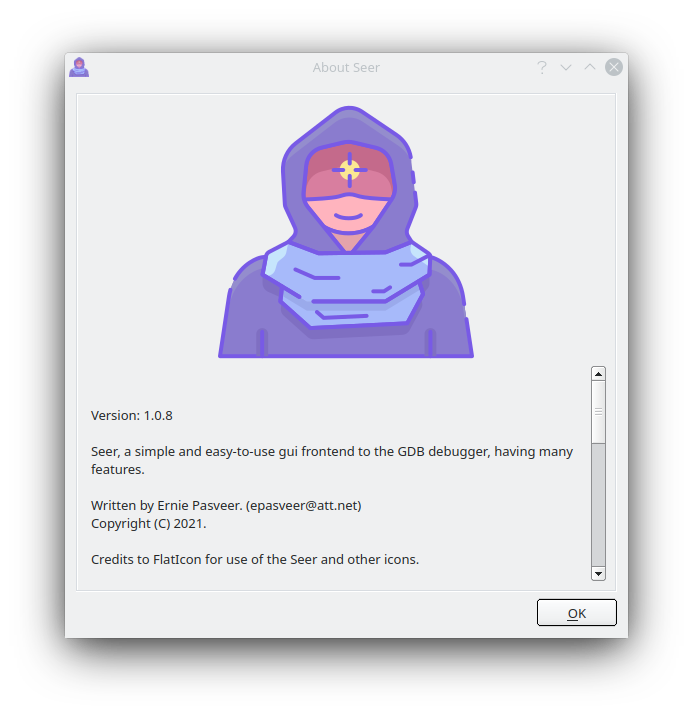 About Seer
Version: 1.0.8
Seer, a simple and easy-to-use gui frontend to the GDB debugger, having many
features.
Written by Ernie Pasveer. (epasveer@att.net)
Copyright (C) 2021.
Credits to FlatIcon for use of the Seer and other icons.
OK